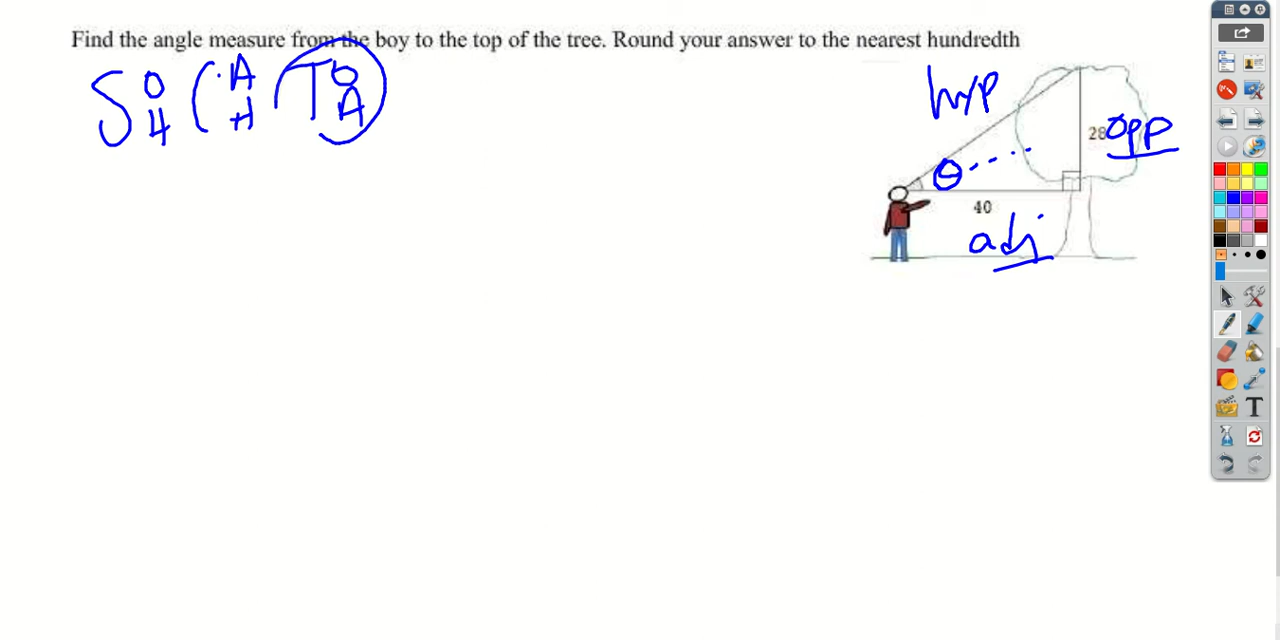 Find the angle measure from the boy to the top of the tree. Round your answer to the nearest hundredth
S O H C A H T O A
hyp
28 opp
θ
40
adj
T